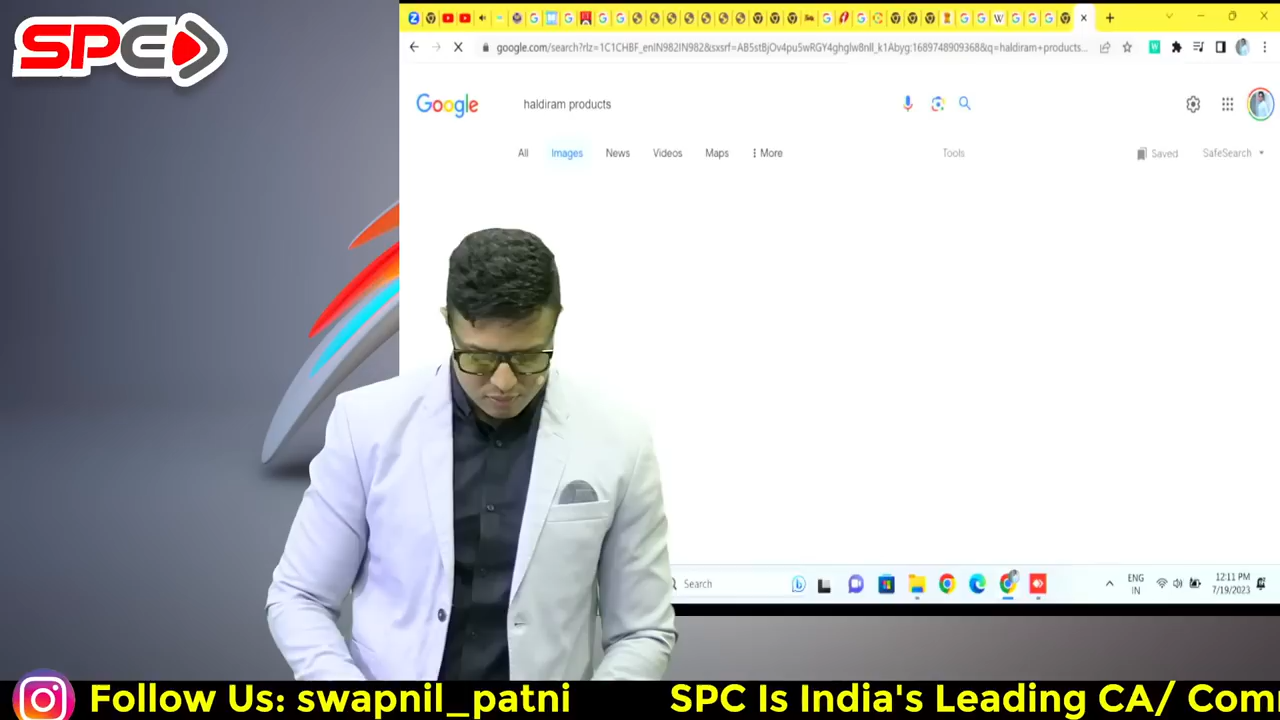 SPC
google.com/search?rlz=1C1CHBF_enIN982IN982&sxsrf=AB5stBjOv4pu5wRGY4ghglw8nll_k1Abyg:1689748909368&q=haldiram+products...
Google
haldiram products
All Images News Videos Maps More Tools Saved SafeSearch
Search
ENG
IN
12:11 PM
7/19/2023
Follow Us: swapnil_patni SPC Is India's Leading CA/ Com